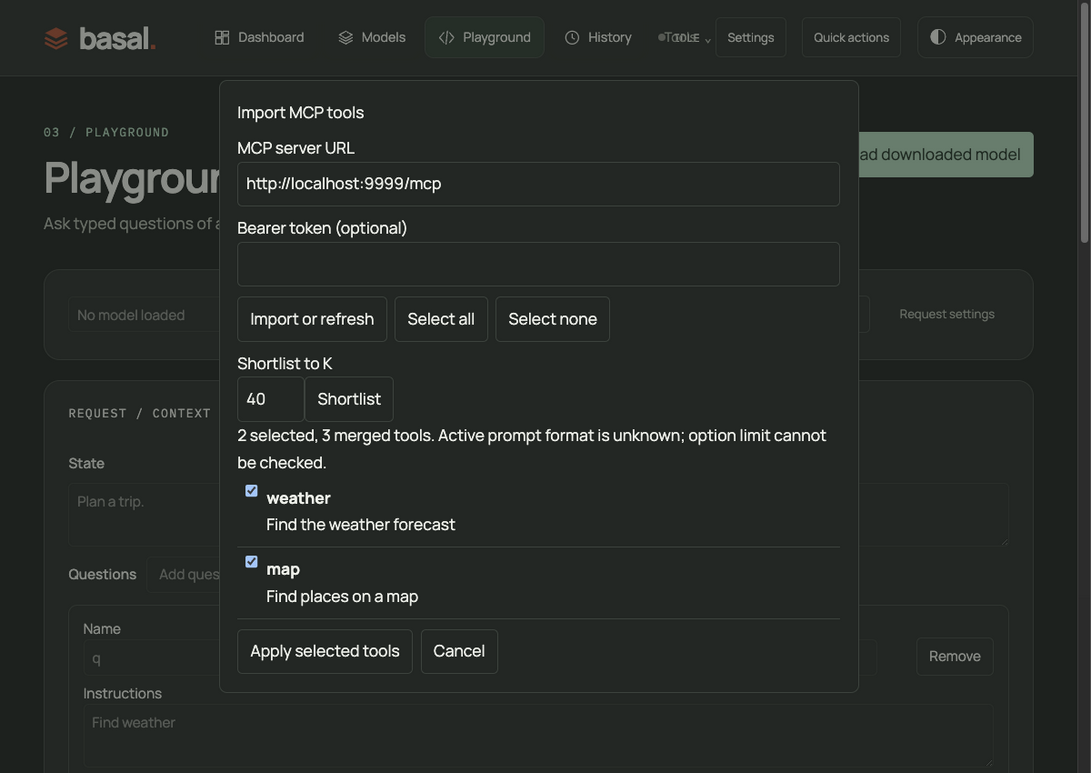 basal.
Dashboard
Models
Playground
History
Tools
Settings
Quick actions
Appearance
Import MCP tools
03 / PLAYGROUND
MCP server URL
ad downloaded model
Playgroun
http://localhost:9999/mcp
Ask typed questions of a
Bearer token (optional)
No model loaded
Import or refresh
Select all
Select none
Request settings
Shortlist to K
40
Shortlist
REQUEST / CONTEXT
2 selected, 3 merged tools. Active prompt format is unknown; option limit cannot
be checked.
State
Plan a trip.
weather
Find the weather forecast
Questions
Add ques
map
Find places on a map
Name
q
Apply selected tools
Cancel
Remove
Instructions
Find weather